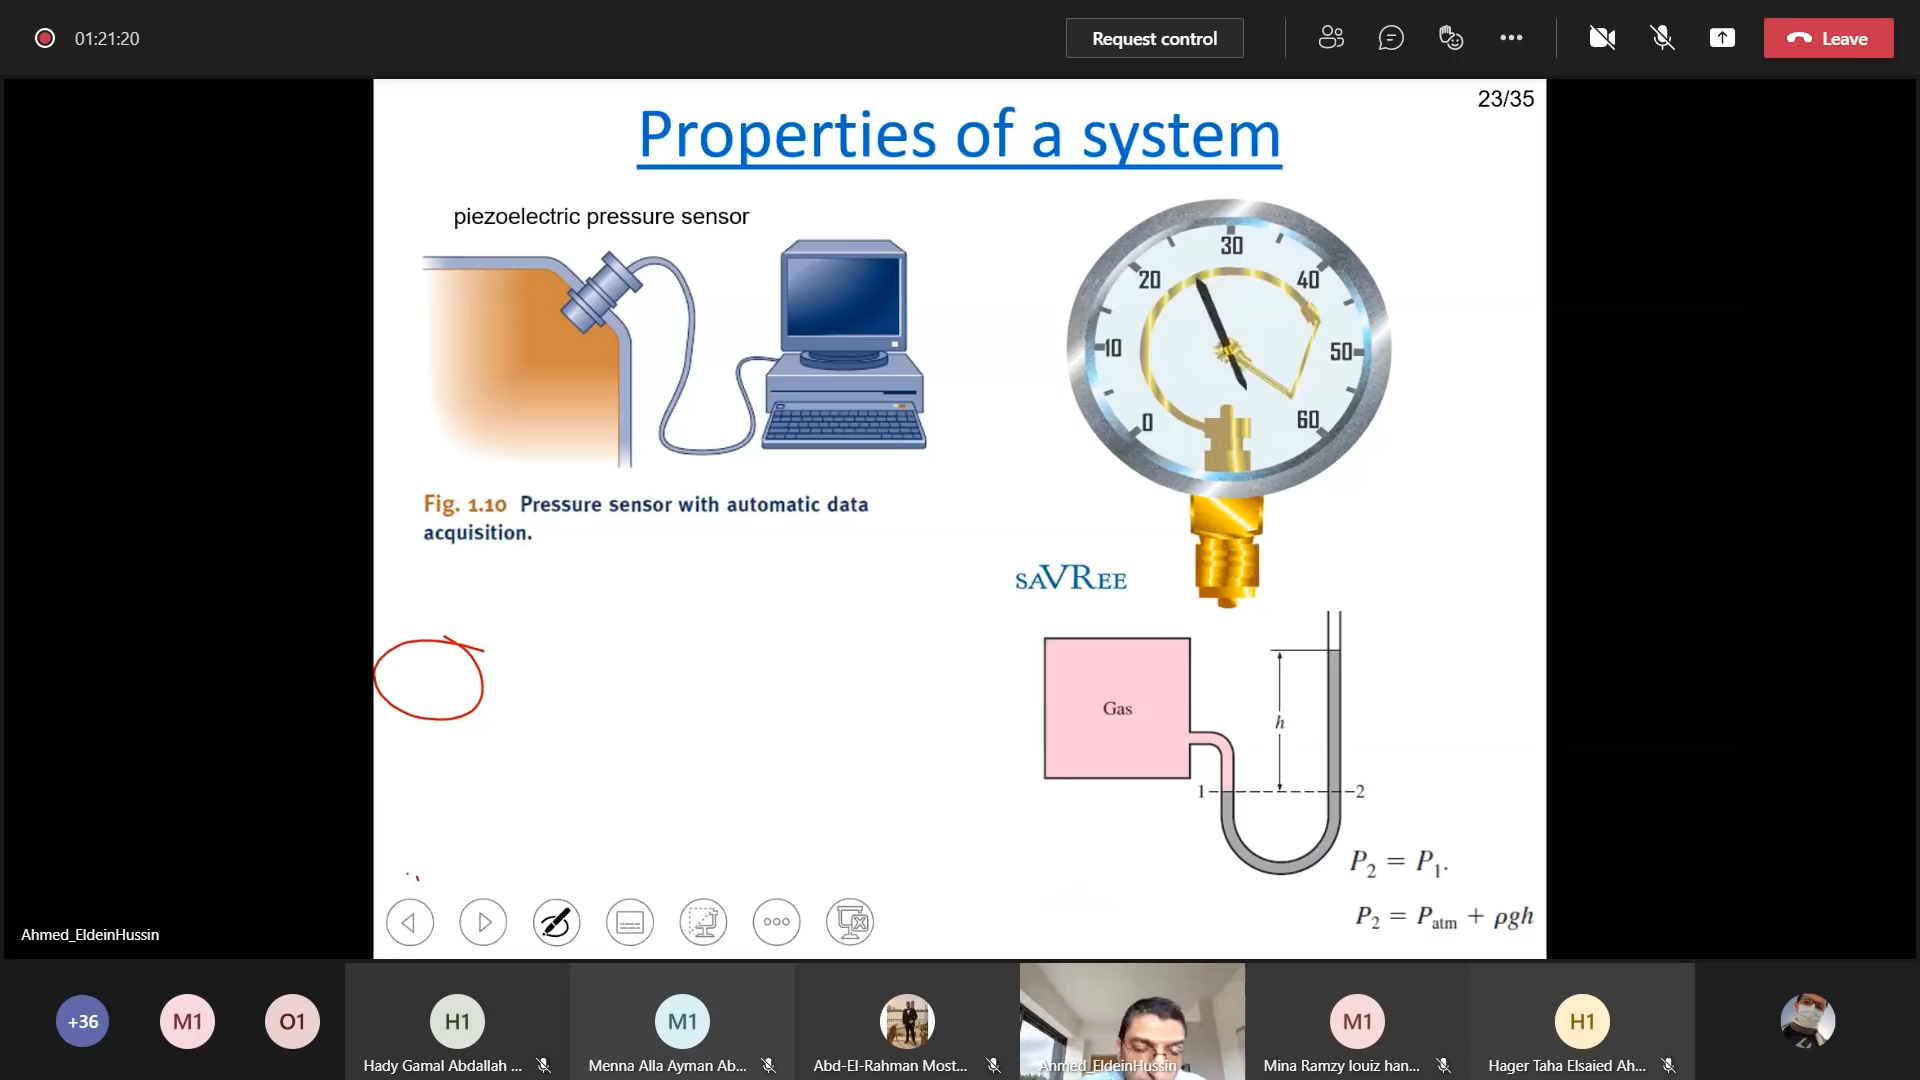 01:21:20
Request control
Leave
23/35
Properties of a system
piezoelectric pressure sensor
Fig. 1.10 Pressure sensor with automatic data
acquisition.
0
10
20
30
40
50
60
SAVREE
Gas
h
1
2
P₂ = P₁.
P₂ = Patm + ρgh
Ahmed_EldeinHussin
+36
M1
O1
H1
Hady Gamal Abdallah ...
M1
Menna Alla Ayman Ab...
Abd-El-Rahman Most...
Ahmed_EldeinHussin
M1
Mina Ramzy louiz han...
H1
Hager Taha Elsaied Ah...